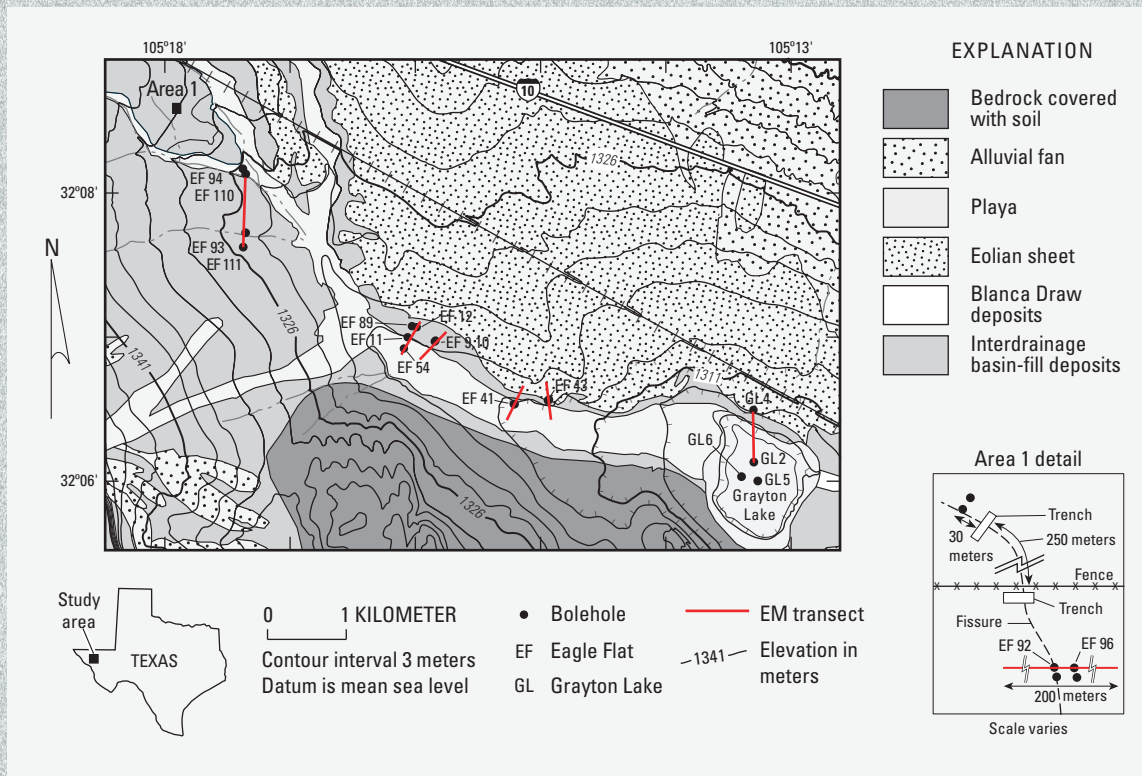 105°18'
105°13'
Area 1
10
1326
32°08'
EF 94
EF 110
N
EF 93
EF 111
1326
EF 12
EF 89
EF 11
EF 9-10
EF 54
1341
EF 43
1311
EF 41
GL4
GL6
GL2
GL5
32°06'
Grayton
Lake
1326
EXPLANATION
Bedrock covered
with soil
Alluvial fan
Playa
Eolian sheet
Blanca Draw
deposits
Interdrainage
basin-fill deposits
Area 1 detail
Trench
30
meters
250 meters
Fence
Trench
Fissure
EF 92
EF 96
200 meters
Scale varies
Study
area
TEXAS
0 1 KILOMETER
Contour interval 3 meters
Datum is mean sea level
Borehole
EF Eagle Flat
GL Grayton Lake
EM transect
1341 Elevation in
meters